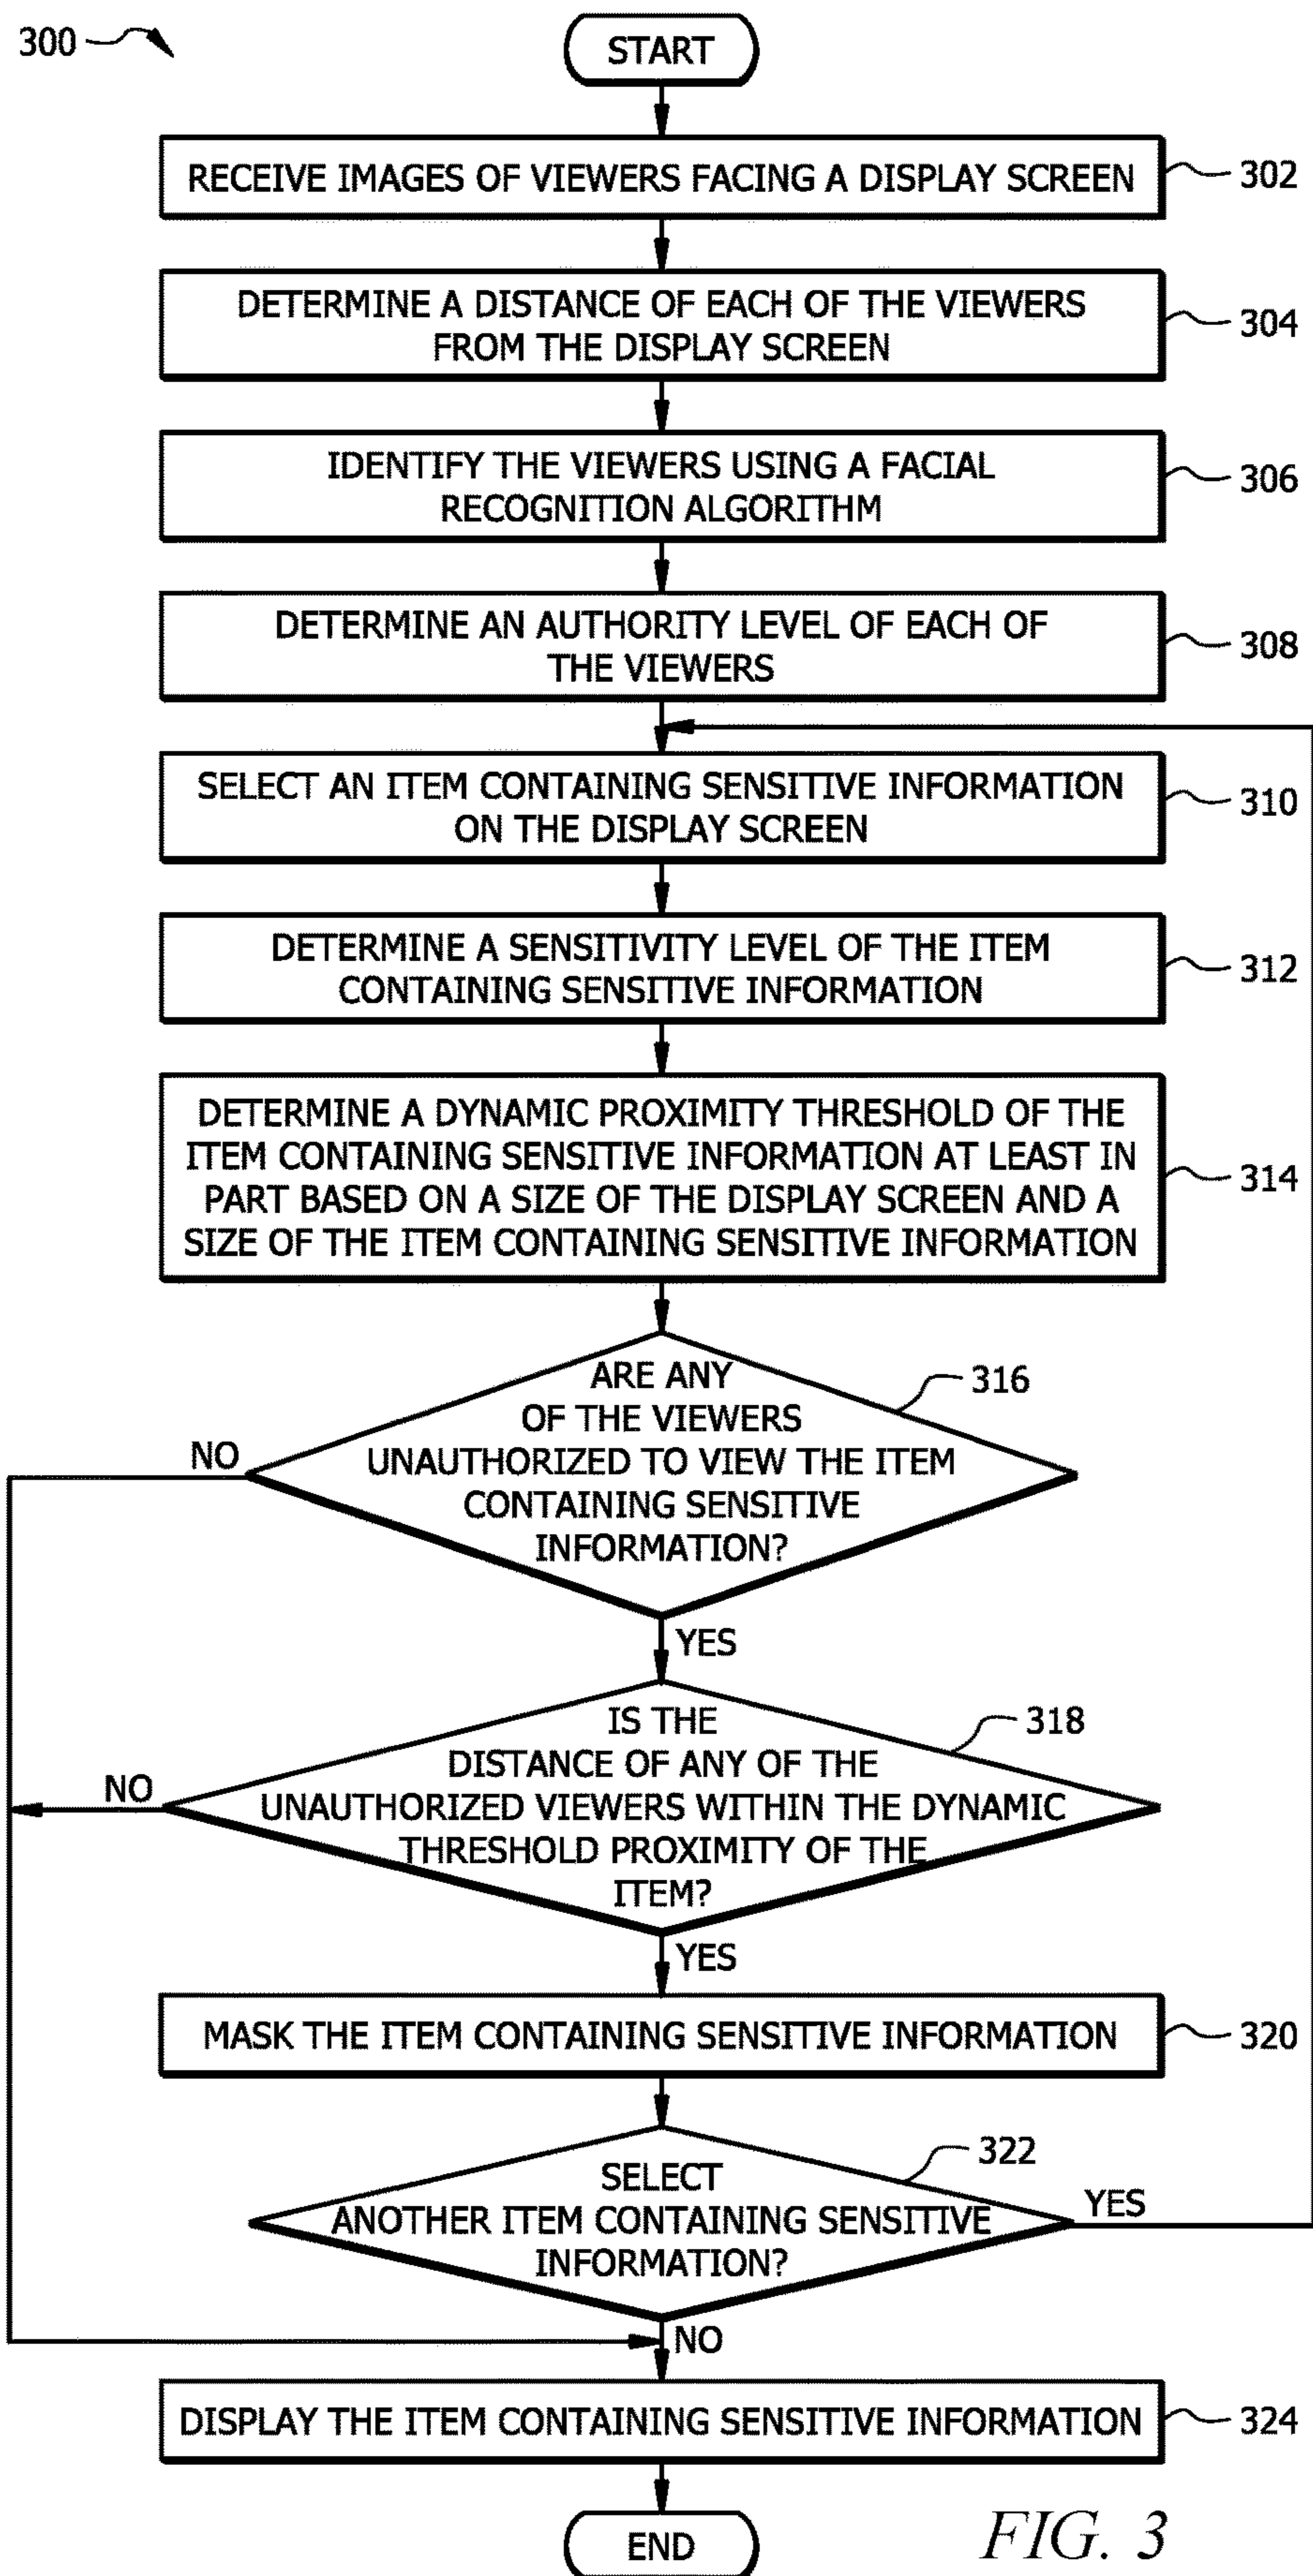 300
START
RECEIVE IMAGES OF VIEWERS FACING A DISPLAY SCREEN
302
DETERMINE A DISTANCE OF EACH OF THE VIEWERS
FROM THE DISPLAY SCREEN
304
IDENTIFY THE VIEWERS USING A FACIAL
RECOGNITION ALGORITHM
306
DETERMINE AN AUTHORITY LEVEL OF EACH OF
THE VIEWERS
308
SELECT AN ITEM CONTAINING SENSITIVE INFORMATION
ON THE DISPLAY SCREEN
310
DETERMINE A SENSITIVITY LEVEL OF THE ITEM
CONTAINING SENSITIVE INFORMATION
312
DETERMINE A DYNAMIC PROXIMITY THRESHOLD OF THE
ITEM CONTAINING SENSITIVE INFORMATION AT LEAST IN
PART BASED ON A SIZE OF THE DISPLAY SCREEN AND A
SIZE OF THE ITEM CONTAINING SENSITIVE INFORMATION
314
ARE ANY
OF THE VIEWERS
UNAUTHORIZED TO VIEW THE ITEM
CONTAINING SENSITIVE
INFORMATION?
316
NO
YES
IS THE
DISTANCE OF ANY OF THE
UNAUTHORIZED VIEWERS WITHIN THE DYNAMIC
THRESHOLD PROXIMITY OF THE
ITEM?
318
NO
YES
MASK THE ITEM CONTAINING SENSITIVE INFORMATION
320
SELECT
ANOTHER ITEM CONTAINING SENSITIVE
INFORMATION?
322
YES
NO
DISPLAY THE ITEM CONTAINING SENSITIVE INFORMATION
324
END
FIG. 3